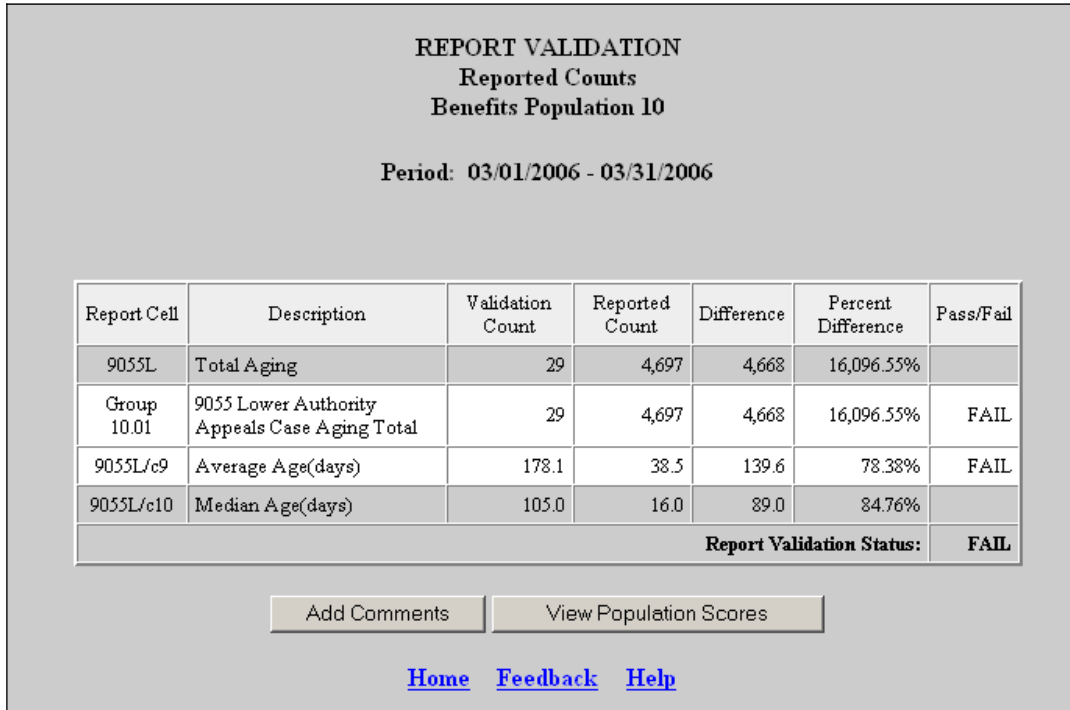 REPORT VALIDATION
Reported Counts
Benefits Population 10
Period: 03/01/2006 - 03/31/2006
Report Cell Description Validation Count Reported Count Difference Percent Difference Pass/Fail
9055L Total Aging 29 4,697 4,668 16,096.55%
Group 10.01 9055 Lower Authority Appeals Case Aging Total 29 4,697 4,668 16,096.55% FAIL
9055L/c9 Average Age(days) 178.1 38.5 139.6 78.38% FAIL
9055L/c10 Median Age(days) 105.0 16.0 89.0 84.76%
Report Validation Status: FAIL
Add Comments View Population Scores
Home Feedback Help